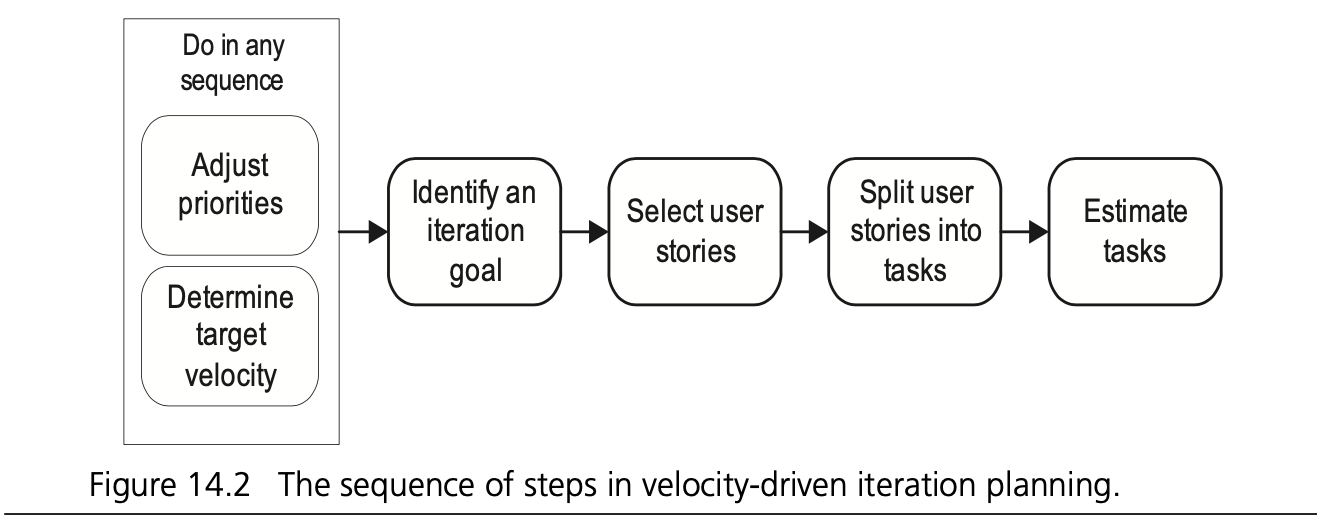 Do in any
sequence
Adjust
priorities
Determine
target
velocity
Identify an
iteration
goal
Select user
stories
Split user
stories into
tasks
Estimate
tasks
Figure 14.2 The sequence of steps in velocity-driven iteration planning.